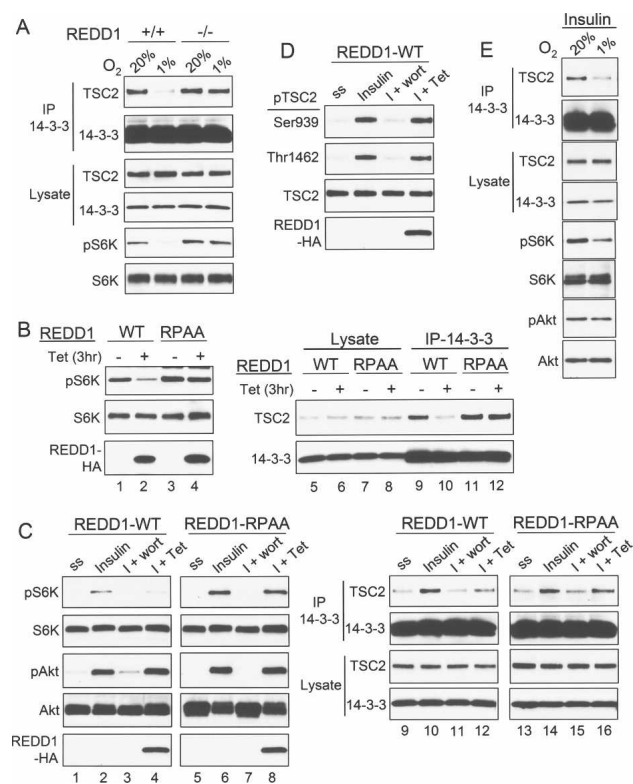 A
REDD1 +/+ -/-
O2 20% 1% 20% 1%
IP 14-3-3
TSC2
14-3-3
Lysate
TSC2
14-3-3
pS6K
S6K
D
REDD1-WT
pTSC2 ss Insulin I + wort I + Tet
Ser939
Thr1462
TSC2
REDD1 -HA
E
Insulin
O2 20% 1%
IP 14-3-3
TSC2
14-3-3
Lysate
TSC2
14-3-3
pS6K
S6K
pAkt
Akt
B
REDD1 WT RPAA
Tet (3hr) - + - +
pS6K
S6K
REDD1-HA
1 2 3 4
Lysate IP-14-3-3
REDD1 WT RPAA WT RPAA
Tet (3hr) - + - + - + - +
TSC2
14-3-3
5 6 7 8 9 10 11 12
C
REDD1-WT REDD1-RPAA
ss Insulin I + wort I + Tet ss Insulin I + wort I + Tet
pS6K
S6K
pAkt
Akt
REDD1 -HA
1 2 3 4 5 6 7 8
REDD1-WT REDD1-RPAA
ss Insulin I + wort I + Tet ss Insulin I + wort I + Tet
IP 14-3-3
TSC2
14-3-3
Lysate
TSC2
14-3-3
9 10 11 12 13 14 15 16